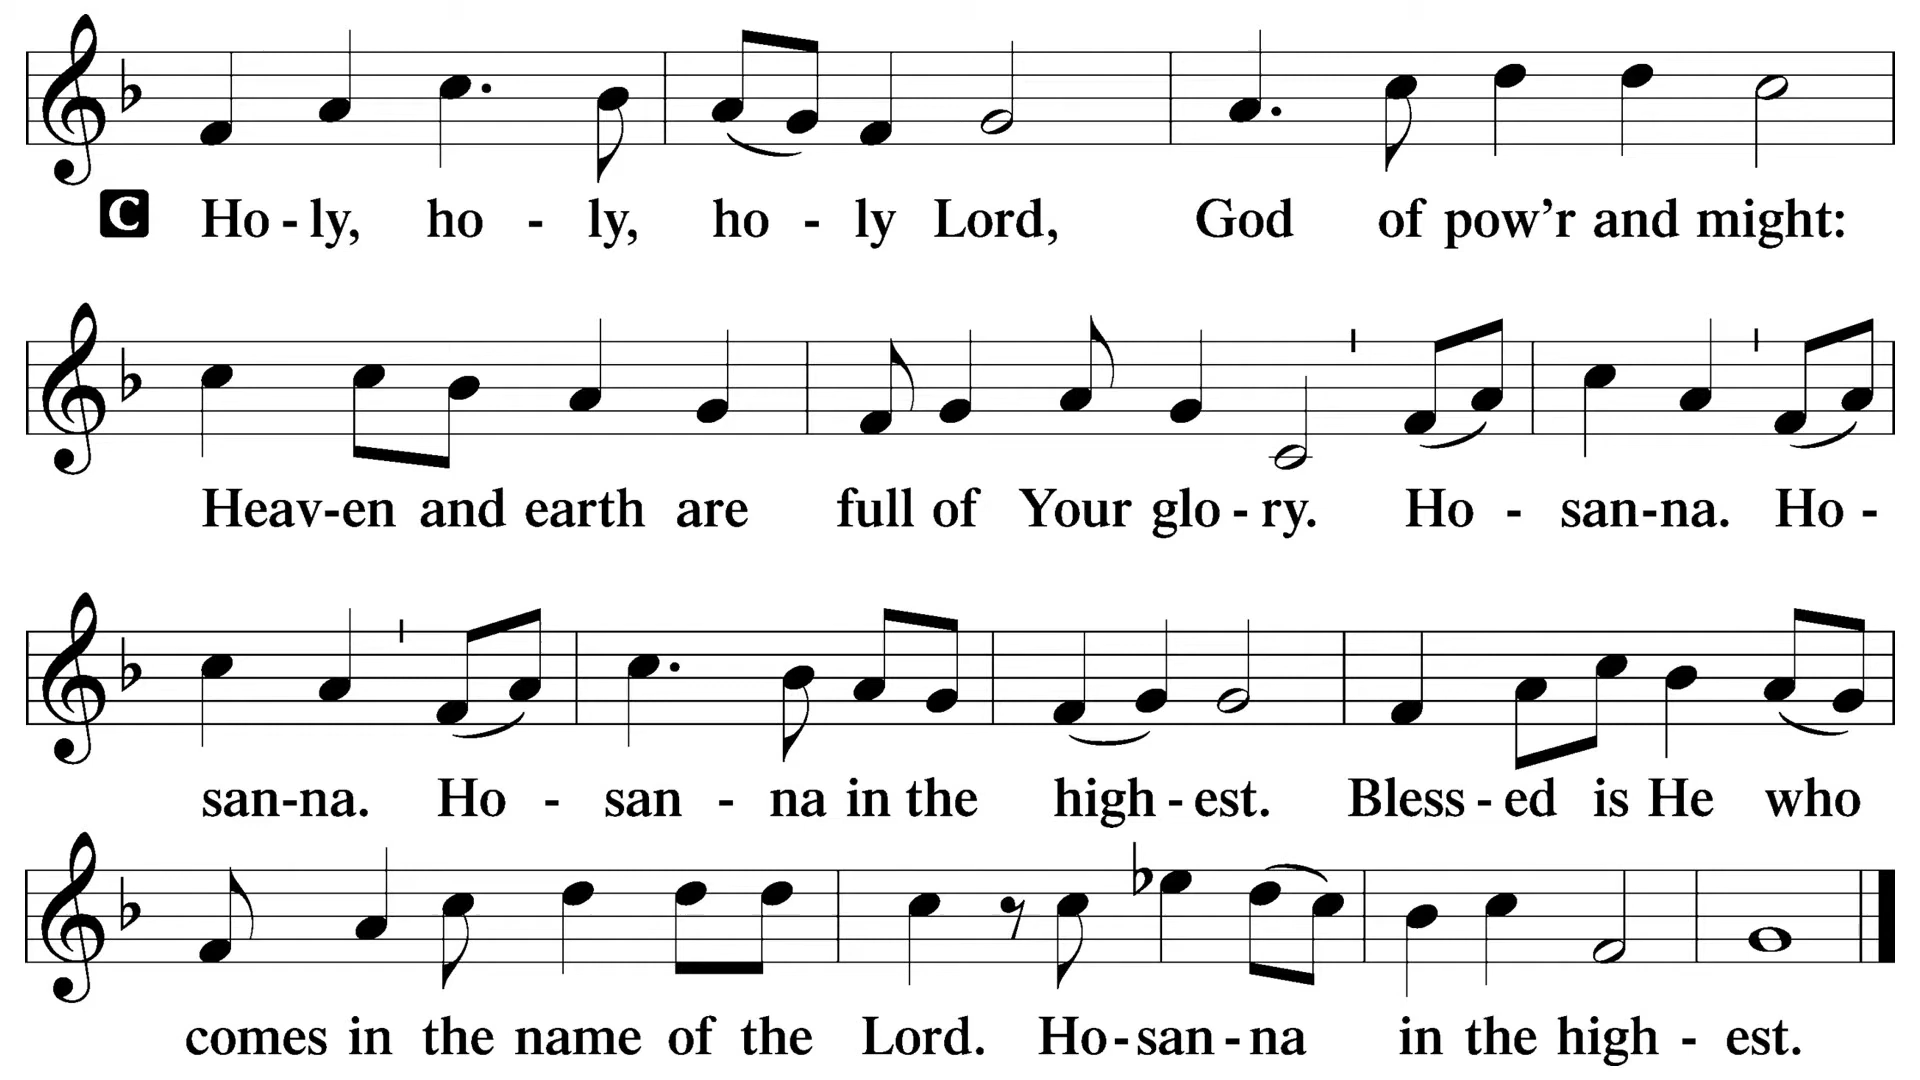 C Ho - ly, ho - ly, ho - ly Lord, God of pow’r and might:
Heav-en and earth are full of Your glo - ry. Ho - san-na. Ho -
san-na. Ho - san - na in the high - est. Bless - ed is He who
comes in the name of the Lord. Ho - san - na in the high - est.